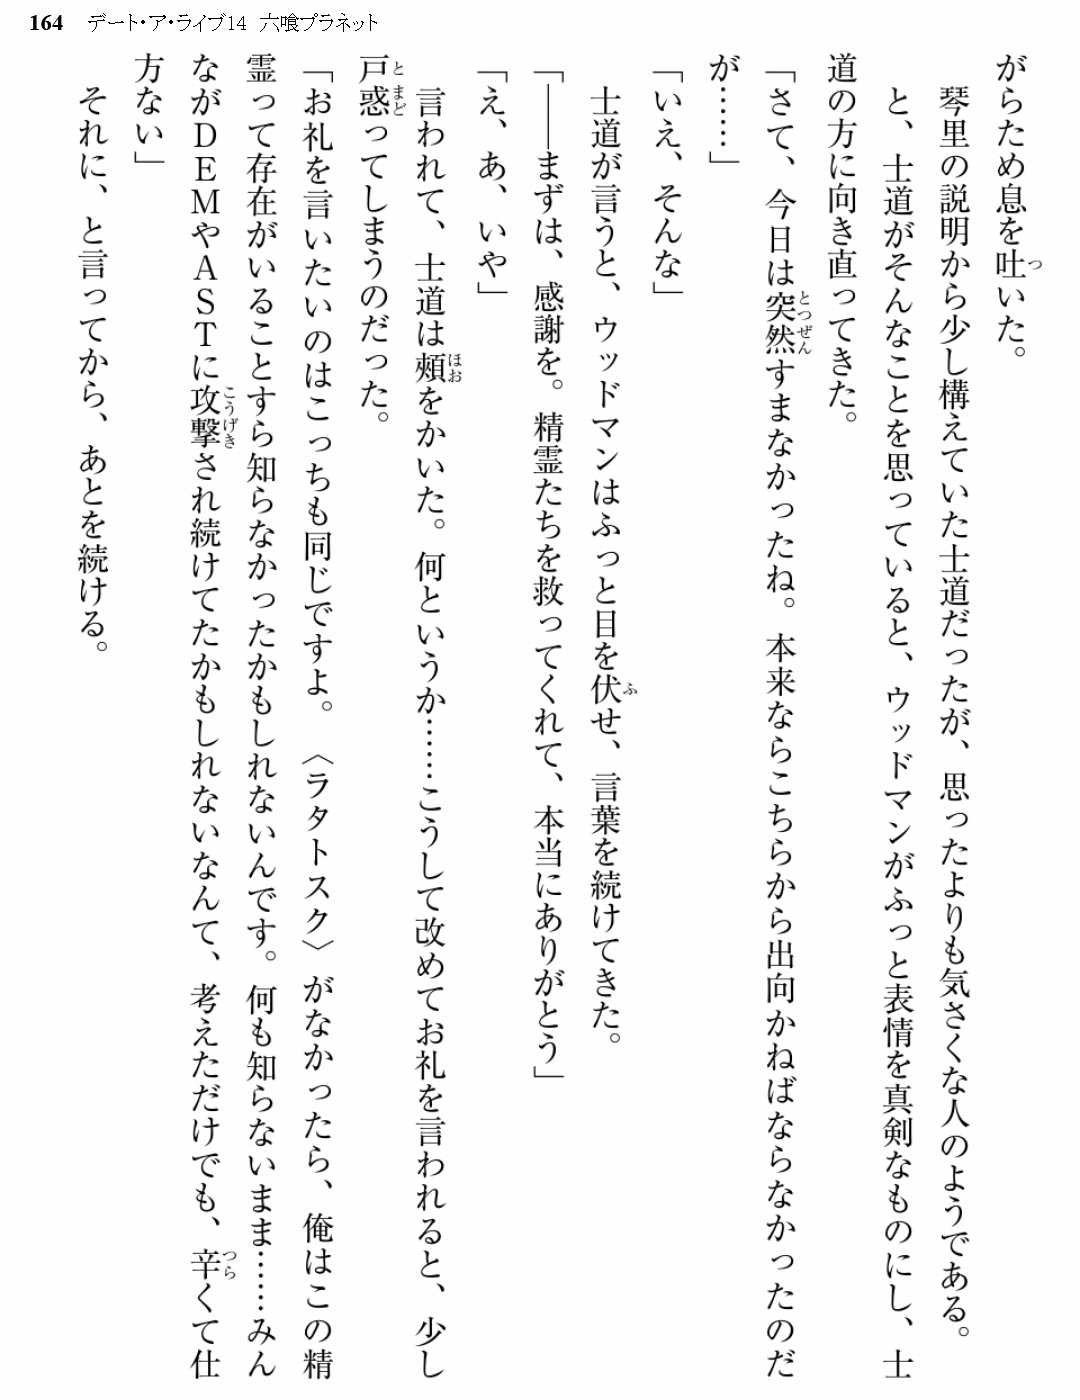 164 デート・ア・ライブ14 六喰プラネット
がらため息を吐いた。
琴里の説明から少し構えていた士道だったが、思ったよりも気さくな人のようである。
と、士道がそんなことを思っていると、ウッドマンがふっと表情を真剣なものにし、士
道の方に向き直ってきた。
「さて、今日は突然すまなかったね。本来ならこちらから出向かねばならなかったのだ
が……」
「いえ、そんな」
士道が言うと、ウッドマンはふっと目を伏せ、言葉を続けてきた。
「――まずは、感謝を。精霊たちを救ってくれて、本当にありがとう」
「え、あ、いや」
言われて、士道は頰をかいた。何というか……こうして改めてお礼を言われると、少し
戸惑ってしまうのだった。
「お礼を言いたいのはこっちも同じですよ。〈ラタトスク〉がなかったら、俺はこの精
霊って存在がいることすら知らなかったかもしれないんです。何も知らないまま……みん
ながＤＥＭやＡＳＴに攻撃され続けてたかもしれないなんて、考えただけでも、辛くて仕
方ない」
それに、と言ってから、あとを続ける。